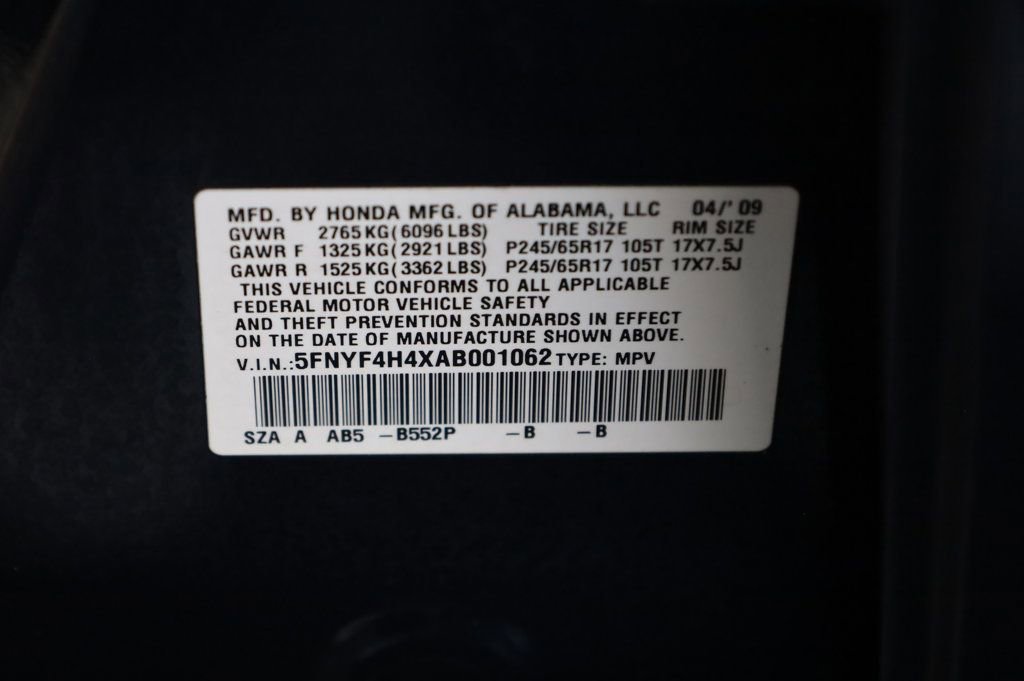 MFD. BY HONDA MFG. OF ALABAMA, LLC 04/' 09
GVWR 2765 KG( 6096 LBS) TIRE SIZE RIM SIZE
GAWR F 1325 KG( 2921 LBS) P245/65R17 105T 17X7.5J
GAWR R 1525 KG( 3362 LBS) P245/65R17 105T 17X7.5J
THIS VEHICLE CONFORMS TO ALL APPLICABLE
FEDERAL MOTOR VEHICLE SAFETY
AND THEFT PREVENTION STANDARDS IN EFFECT
ON THE DATE OF MANUFACTURE SHOWN ABOVE.
V.I.N.:5FNYF4H4XAB001062 TYPE: MPV
SZA A AB5 –B552P –B –B